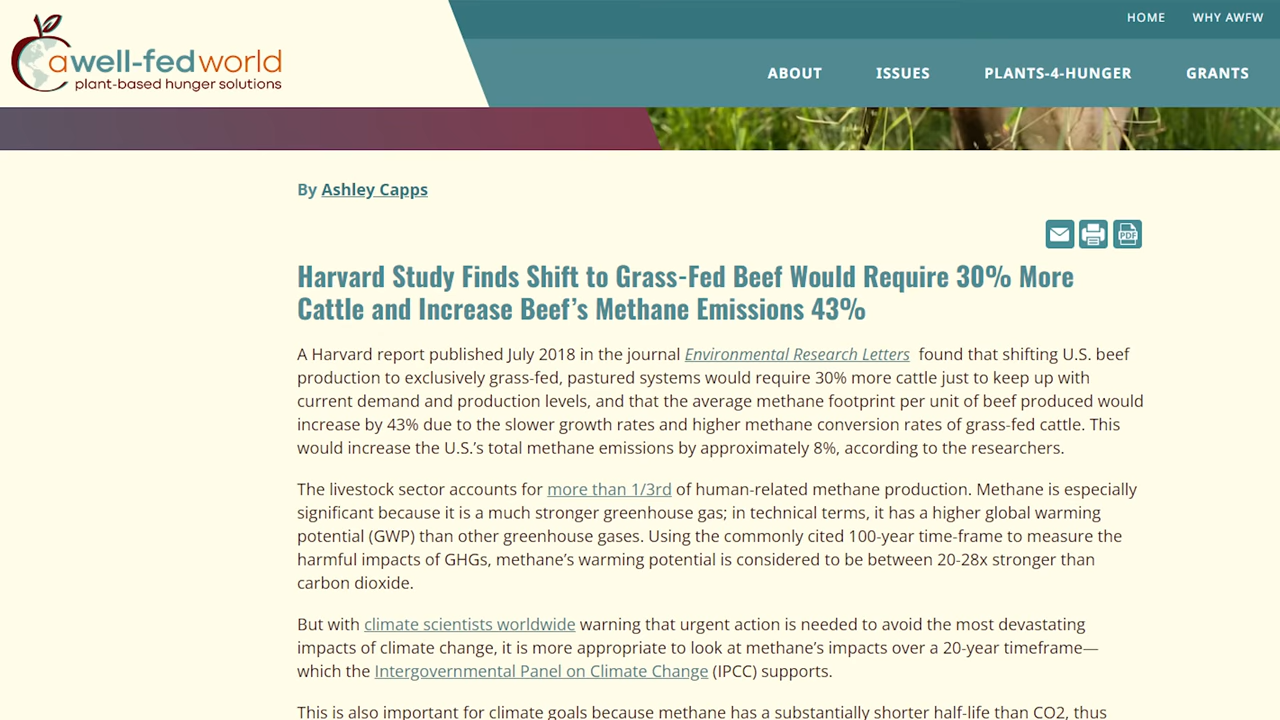 HOME WHY AWFW
awell-fedworld
plant-based hunger solutions
ABOUT ISSUES PLANTS-4-HUNGER GRANTS
By Ashley Capps
PDF
Harvard Study Finds Shift to Grass-Fed Beef Would Require 30% More
Cattle and Increase Beef’s Methane Emissions 43%
A Harvard report published July 2018 in the journal Environmental Research Letters found that shifting U.S. beef
production to exclusively grass-fed, pastured systems would require 30% more cattle just to keep up with
current demand and production levels, and that the average methane footprint per unit of beef produced would
increase by 43% due to the slower growth rates and higher methane conversion rates of grass-fed cattle. This
would increase the U.S.’s total methane emissions by approximately 8%, according to the researchers.
The livestock sector accounts for more than 1/3rd of human-related methane production. Methane is especially
significant because it is a much stronger greenhouse gas; in technical terms, it has a higher global warming
potential (GWP) than other greenhouse gases. Using the commonly cited 100-year time-frame to measure the
harmful impacts of GHGs, methane’s warming potential is considered to be between 20-28x stronger than
carbon dioxide.
But with climate scientists worldwide warning that urgent action is needed to avoid the most devastating
impacts of climate change, it is more appropriate to look at methane’s impacts over a 20-year timeframe—
which the Intergovernmental Panel on Climate Change (IPCC) supports.
This is also important for climate goals because methane has a substantially shorter half-life than CO2, thus